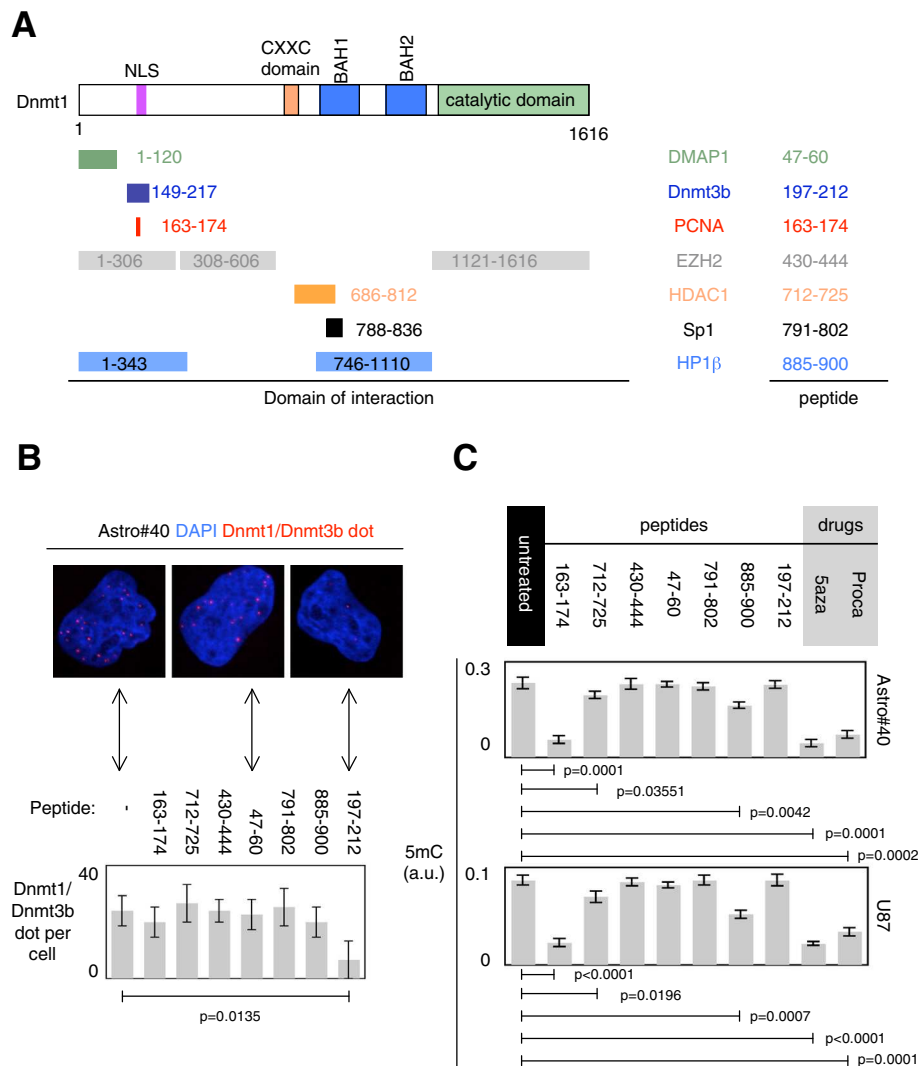 A
NLS
CXXC
domain
BAH1
BAH2
Dnmt1
catalytic domain
1
1616
1-120
DMAP1
47-60
149-217
Dnmt3b
197-212
163-174
PCNA
163-174
1-306
308-606
1121-1616
EZH2
430-444
686-812
HDAC1
712-725
788-836
Sp1
791-802
1-343
746-1110
HP1β
885-900
Domain of interaction
peptide
B
Astro#40 DAPI Dnmt1/Dnmt3b dot
Peptide:
-
163-174
712-725
430-444
47-60
791-802
885-900
197-212
Dnmt1/
Dnmt3b
dot per
cell
40
0
p=0.0135
C
untreated
peptides
drugs
163-174
712-725
430-444
47-60
791-802
885-900
197-212
5aza
Proca
5mC
(a.u.)
0.3
0
Astro#40
p=0.0001
p=0.03551
p=0.0042
p=0.0001
p=0.0002
0.1
0
U87
p<0.0001
p=0.0196
p=0.0007
p<0.0001
p=0.0001